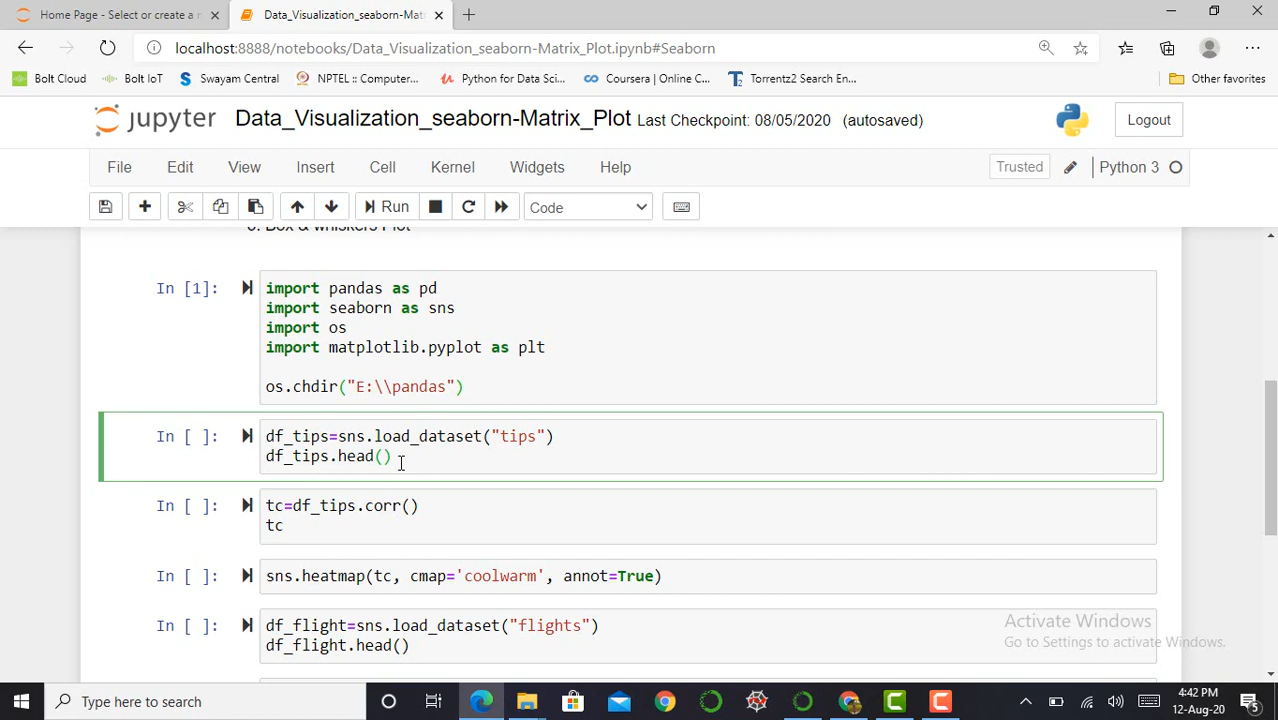 Home Page - Select or create a n
Data_Visualization_seaborn-Matri
localhost:8888/notebooks/Data_Visualization_seaborn-Matrix_Plot.ipynb#Seaborn
Bolt Cloud
Bolt IoT
Swayam Central
NPTEL :: Computer...
Python for Data Sci...
Coursera | Online C...
Torrentz2 Search En...
Other favorites
jupyter Data_Visualization_seaborn-Matrix_Plot Last Checkpoint: 08/05/2020 (autosaved)
Logout
File Edit View Insert Cell Kernel Widgets Help
Trusted
Python 3
Run
Code
In [1]:
import pandas as pd
import seaborn as sns
import os
import matplotlib.pyplot as plt
os.chdir("E:\\pandas")
In [ ]:
df_tips=sns.load_dataset("tips")
df_tips.head()
In [ ]:
tc=df_tips.corr()
tc
In [ ]:
sns.heatmap(tc, cmap='coolwarm', annot=True)
In [ ]:
df_flight=sns.load_dataset("flights")
df_flight.head()
Activate Windows
Go to Settings to activate Windows.
Type here to search
4:42 PM
12-Aug-20
5